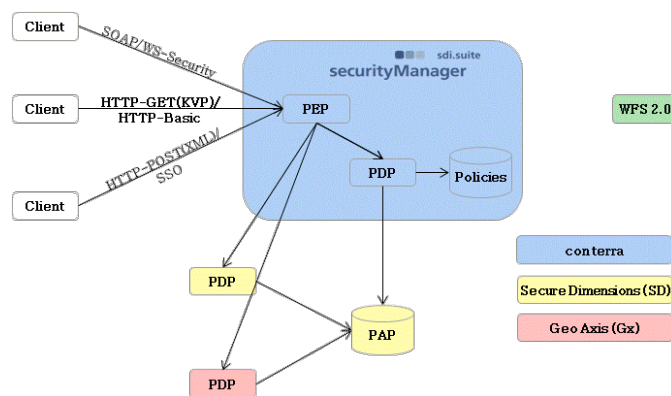 Client
SOAP/WS-Security
sdi.suite
securityManager
Client
HTTP-GET(KVP)/
HTTP-Basic
PEP
WFS 2.0
HTTP-POST(XML)/
SSO
Client
PDP
Policies
conterra
PDP
Secure Dimensions (SD)
PAP
Geo Axis (Gx)
PDP